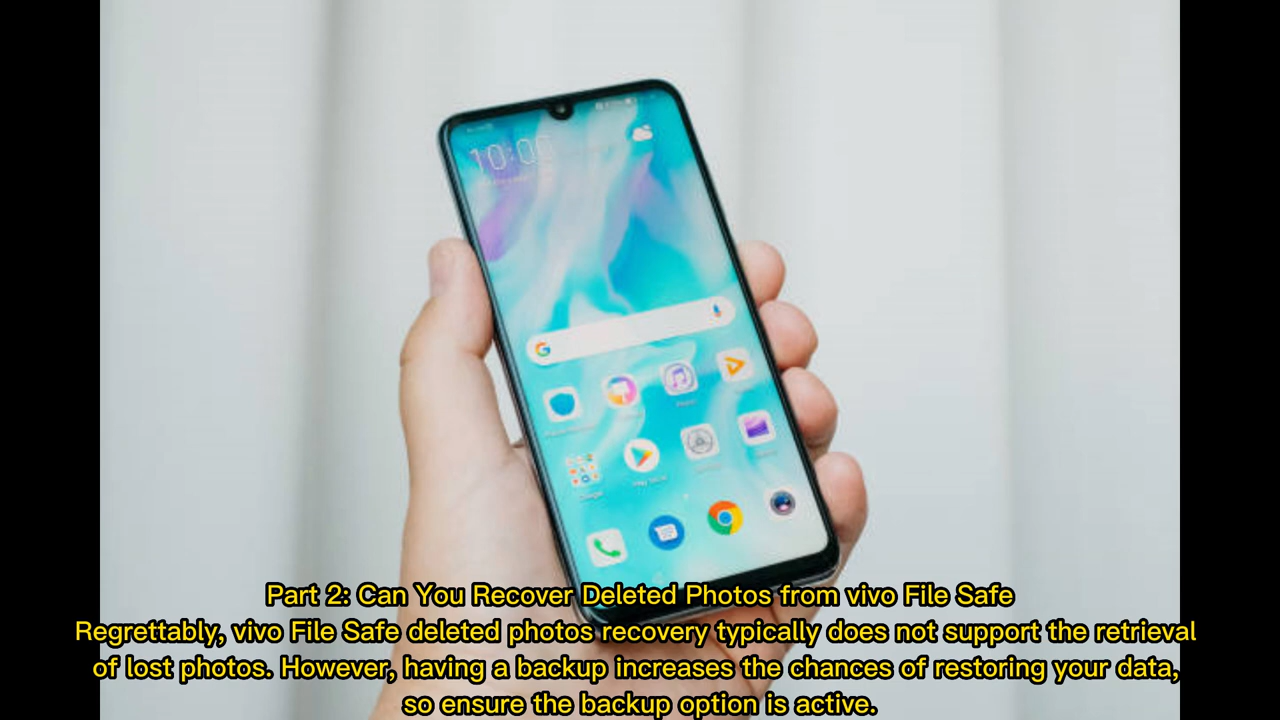 10:00
Part 2: Can You Recover Deleted Photos from vivo File Safe
Regrettably, vivo File Safe deleted photos recovery typically does not support the retrieval
of lost photos. However, having a backup increases the chances of restoring your data,
so ensure the backup option is active.